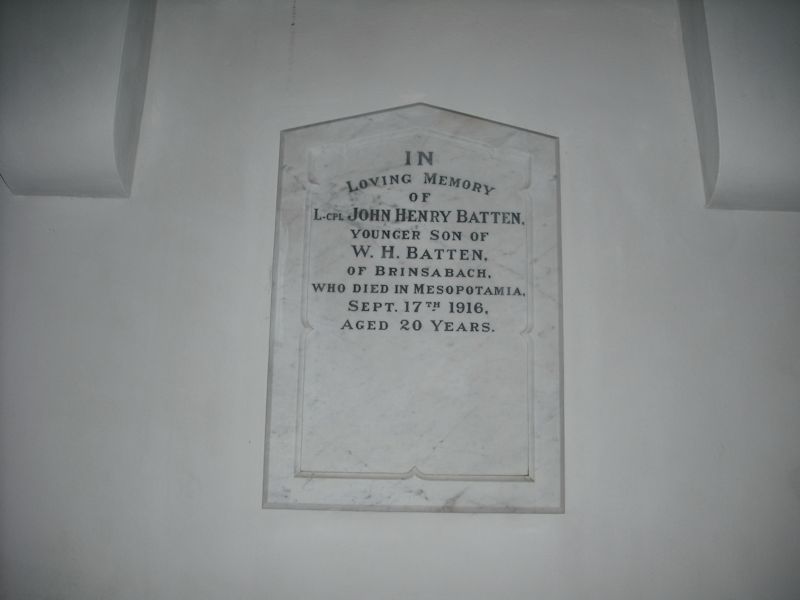 IN
LOVING MEMORY
OF
L-CPL JOHN HENRY BATTEN,
YOUNGER SON OF
W. H. BATTEN,
OF BRINSABACH,
WHO DIED IN MESOPOTAMIA,
SEPT. 17TH 1916,
AGED 20 YEARS.